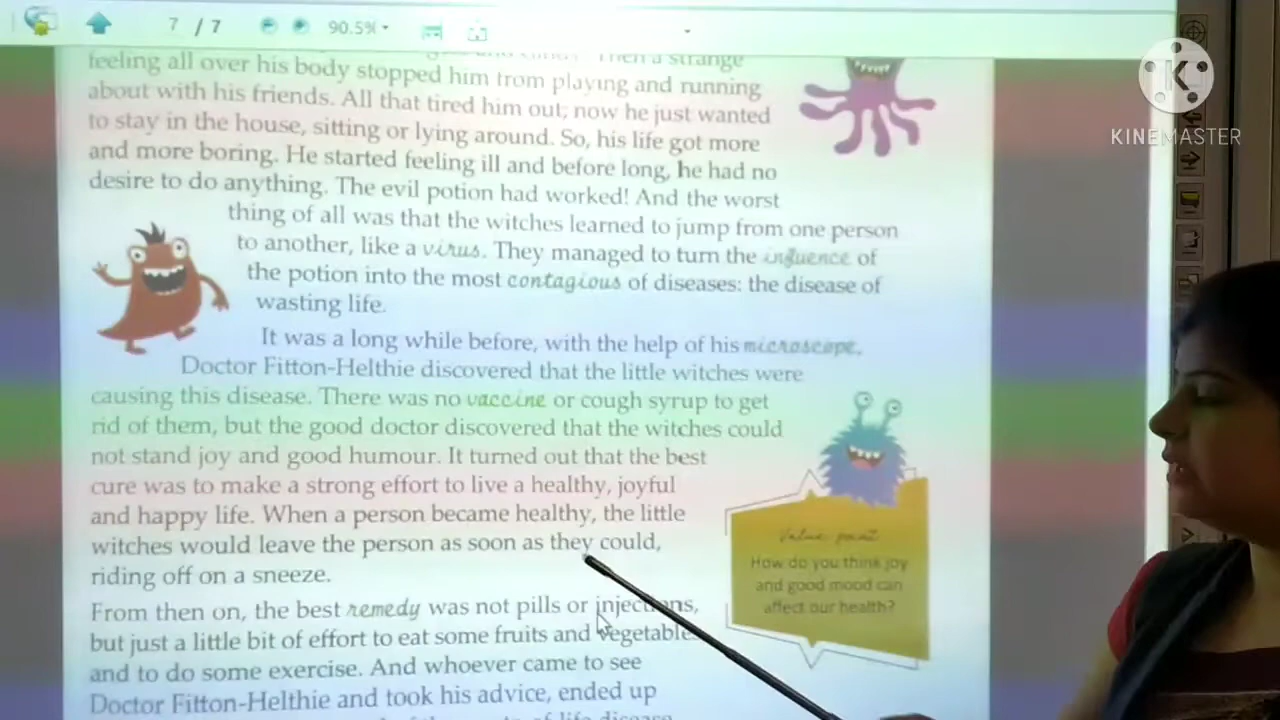 7 / 7
90.5%
Then a strange
feeling all over his body stopped him from playing and running
about with his friends. All that tired him out; now he just wanted
to stay in the house, sitting or lying around. So, his life got more
and more boring. He started feeling ill and before long, he had no
desire to do anything. The evil potion had worked! And the worst
thing of all was that the witches learned to jump from one person
to another, like a virus. They managed to turn the influence of
the potion into the most contagious of diseases: the disease of
wasting life.
It was a long while before, with the help of his microscope,
Doctor Fitton-Helthie discovered that the little witches were
causing this disease. There was no vaccine or cough syrup to get
rid of them, but the good doctor discovered that the witches could
not stand joy and good humour. It turned out that the best
cure was to make a strong effort to live a healthy, joyful
and happy life. When a person became healthy, the little
witches would leave the person as soon as they could,
riding off on a sneeze.
From then on, the best remedy was not pills or injections,
but just a little bit of effort to eat some fruits and vegetables
and to do some exercise. And whoever came to see
Doctor Fitton-Helthie and took his advice, ended up
of life disease
Value point
How do you think joy
and good mood can
affect our health?
K
KINEMASTER